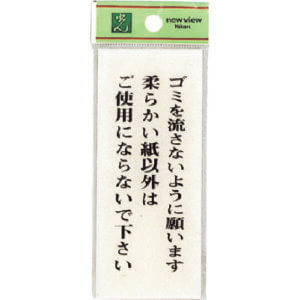 new view
Hikari
ゴミを流さないように願います
柔らかい紙以外は
ご使用にならないで下さい